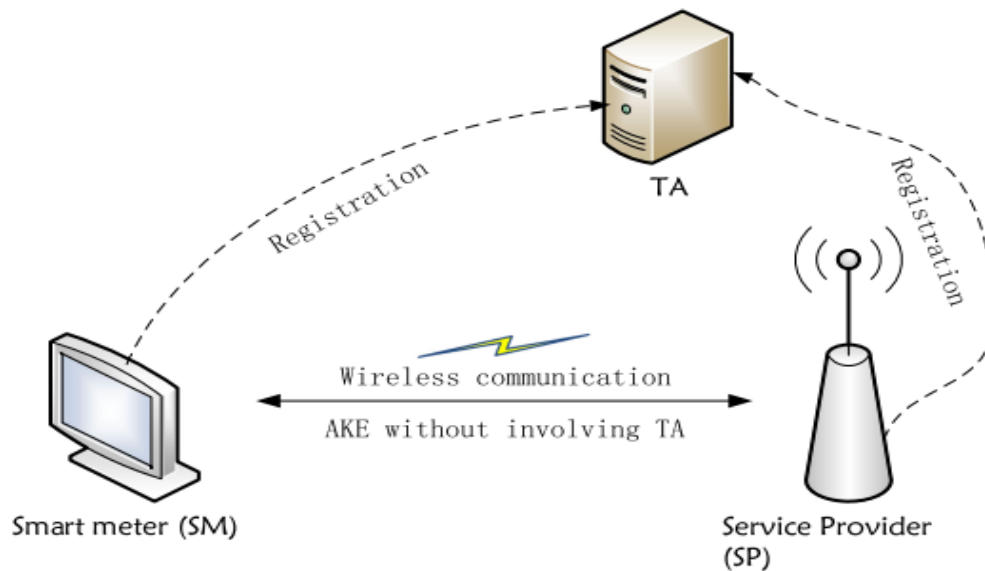 TA
Registration
Registration
Wireless communication
AKE without involving TA
Smart meter (SM)
Service Provider
(SP)